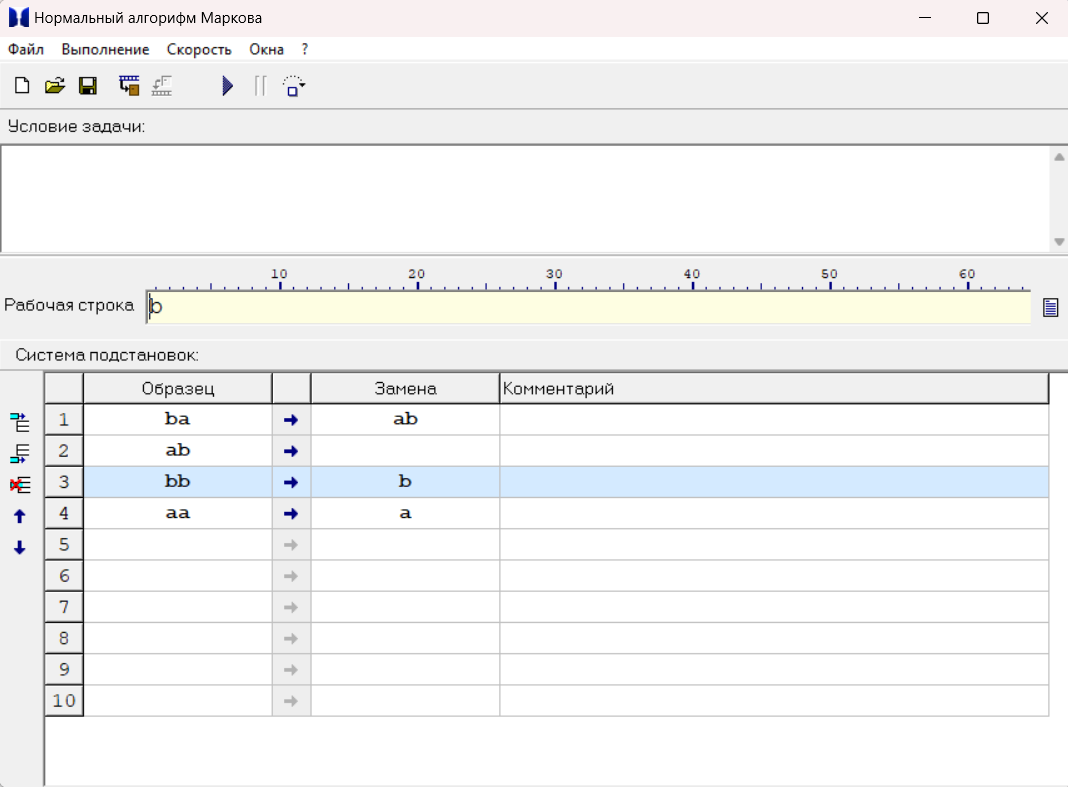 Нормальный алгорифм Маркова
Файл Выполнение Скорость Окна ?
Условие задачи:
10 20 30 40 50 60
Рабочая строка b
Система подстановок:
Образец Замена Комментарий
1 ba → ab
2 ab →
3 bb → b
4 aa → a
5 →
6 →
7 →
8 →
9 →
10 →